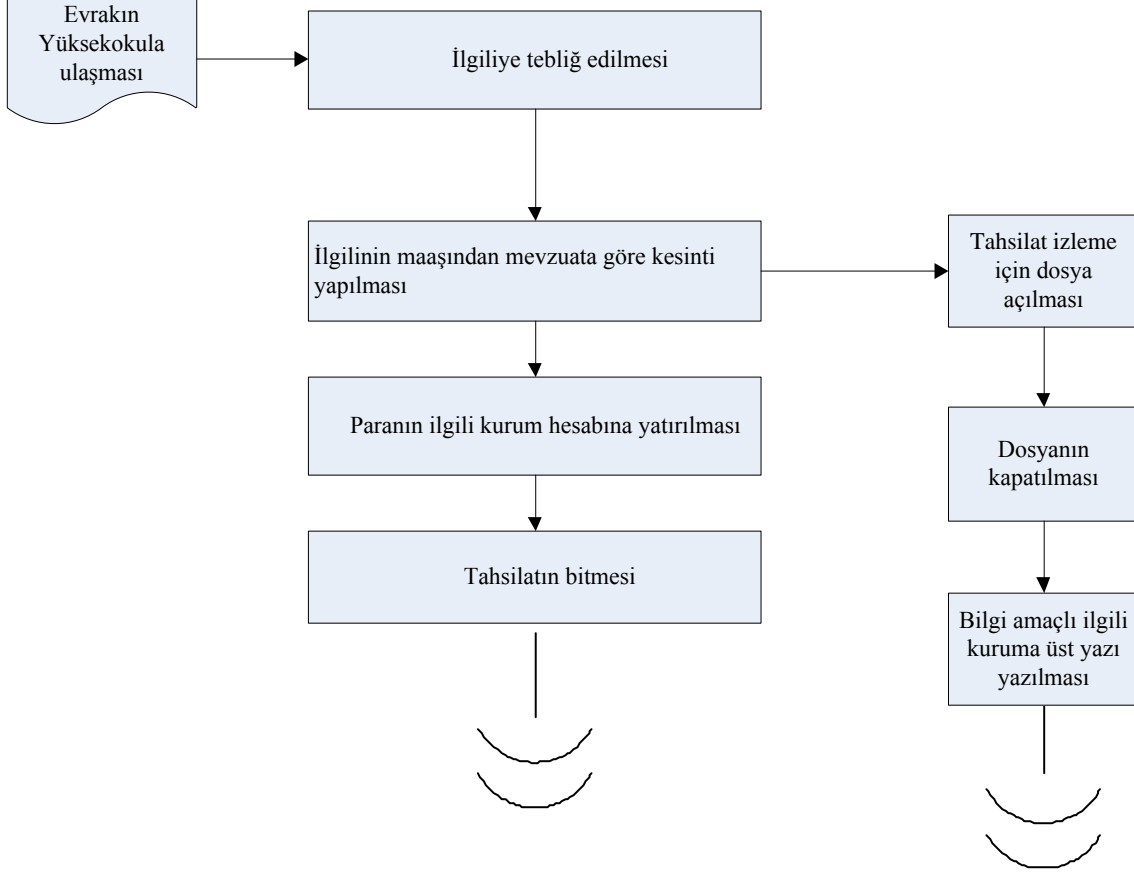 Evrakın
Yüksekokula
ulaşması
İlgiliye tebliğ edilmesi
İlgilinin maaşından mevzuata göre kesinti
yapılması
Tahsilat izleme
için dosya
açılması
Paranın ilgili kurum hesabına yatırılması
Dosyanın
kapatılması
Tahsilatın bitmesi
Bilgi amaçlı ilgili
kuruma üst yazı
yazılması